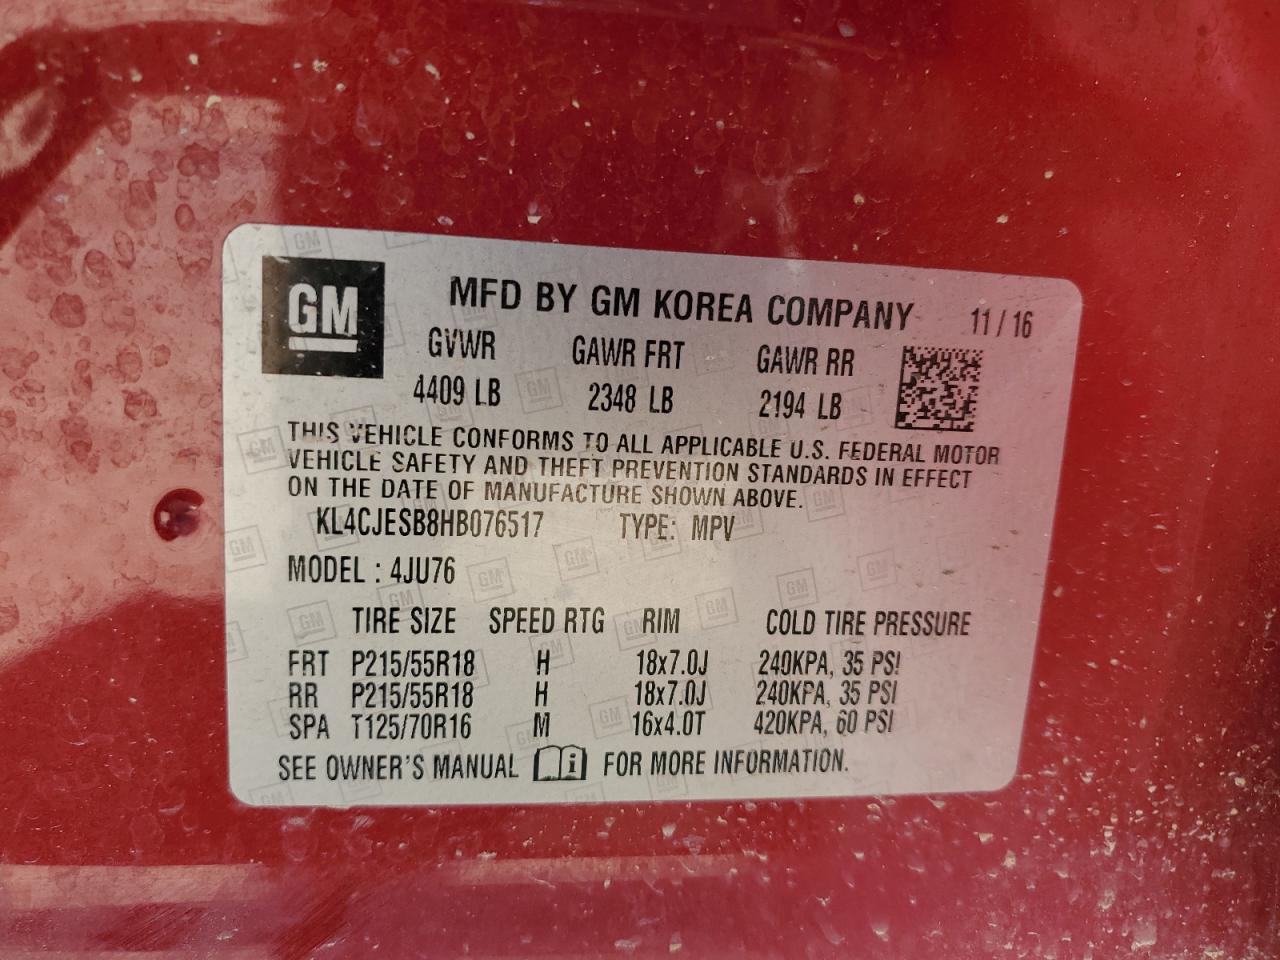 GM
MFD BY GM KOREA COMPANY 11 / 16
GVWR GAWR FRT GAWR RR
4409 LB 2348 LB 2194 LB
THIS VEHICLE CONFORMS TO ALL APPLICABLE U.S. FEDERAL MOTOR
VEHICLE SAFETY AND THEFT PREVENTION STANDARDS IN EFFECT
ON THE DATE OF MANUFACTURE SHOWN ABOVE.
KL4CJESB8HB076517 TYPE: MPV
MODEL : 4JU76
TIRE SIZE SPEED RTG RIM COLD TIRE PRESSURE
FRT P215/55R18 H 18x7.0J 240KPA, 35 PSI
RR P215/55R18 H 18x7.0J 240KPA, 35 PSI
SPA T125/70R16 M 16x4.0T 420KPA, 60 PSI
SEE OWNER'S MANUAL i FOR MORE INFORMATION.